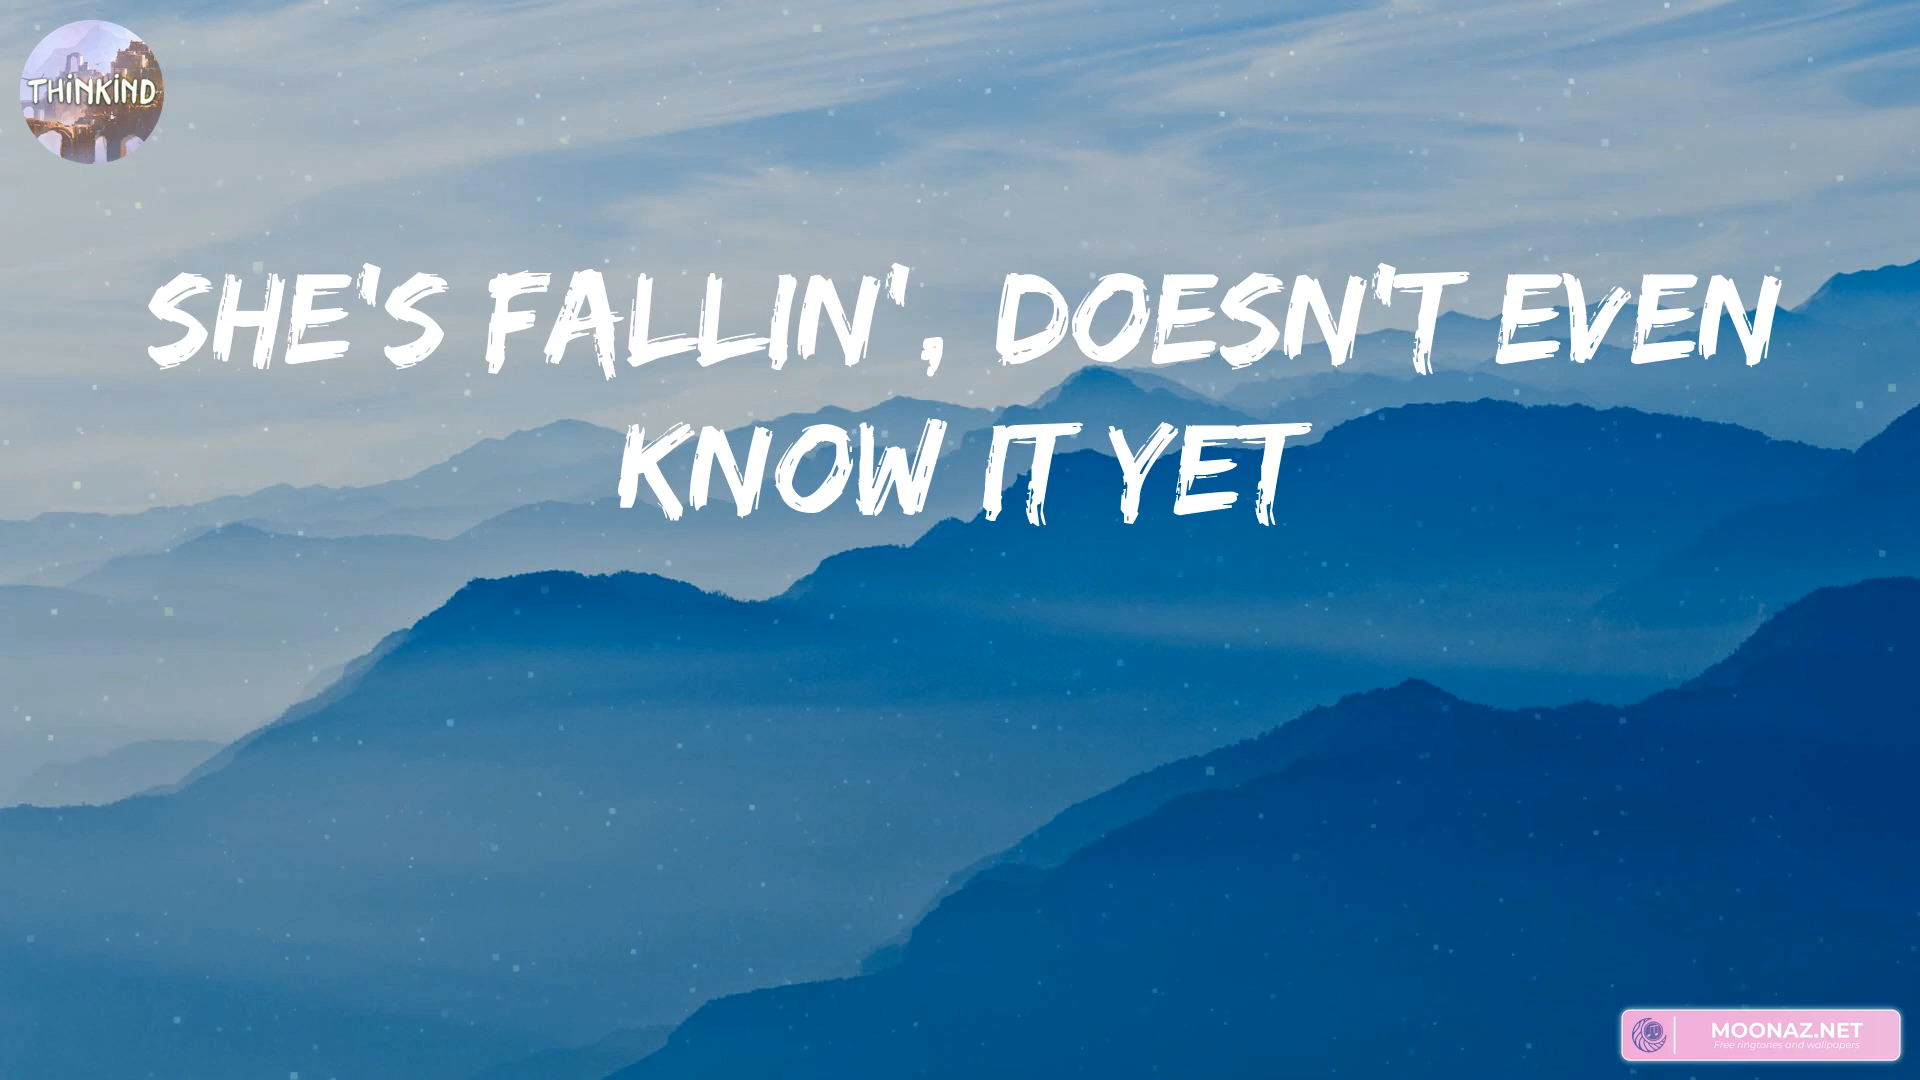 THINKIND
SHE'S FALLIN', DOESN'T EVEN
KNOW IT YET
MOONAZ.NET
Free ringtones and wallpapers